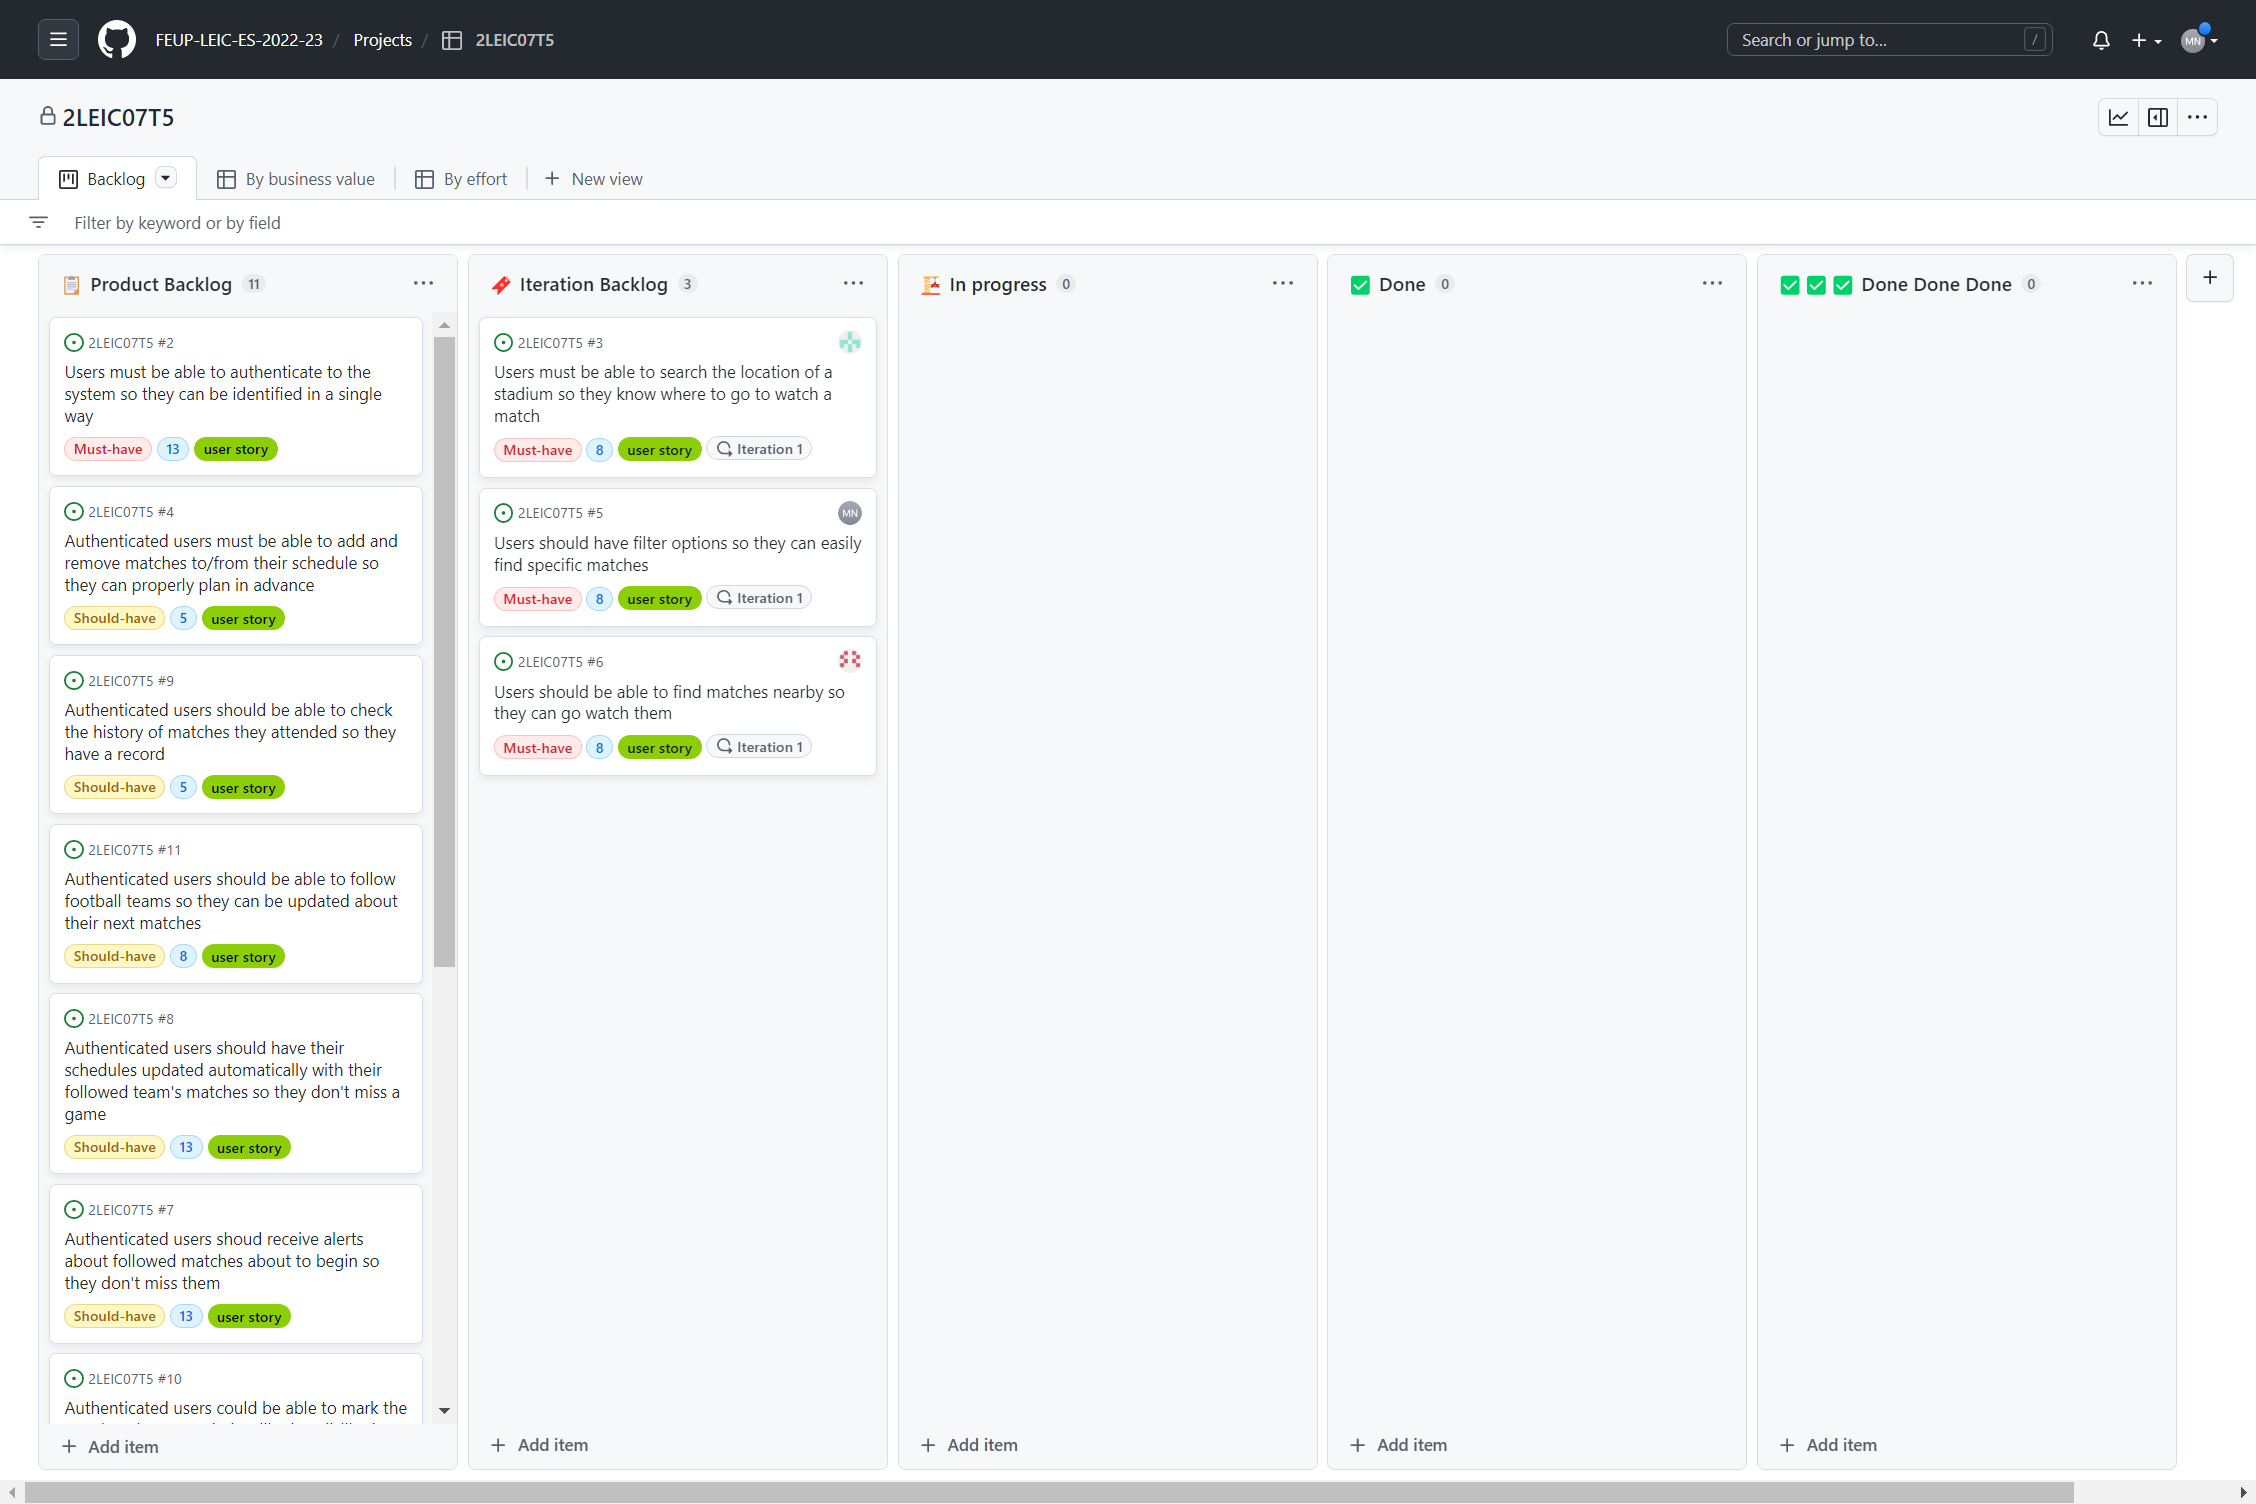 FEUP-LEIC-ES-2022-23 / Projects / 2LEIC07T5
Search or jump to... /
MN
2LEIC07T5
Backlog
By business value
By effort
New view
Filter by keyword or by field
Product Backlog 11
2LEIC07T5 #2
Users must be able to authenticate to the
system so they can be identified in a single
way
Must-have 13 user story
2LEIC07T5 #4
Authenticated users must be able to add and
remove matches to/from their schedule so
they can properly plan in advance
Should-have 5 user story
2LEIC07T5 #9
Authenticated users should be able to check
the history of matches they attended so they
have a record
Should-have 5 user story
2LEIC07T5 #11
Authenticated users should be able to follow
football teams so they can be updated about
their next matches
Should-have 8 user story
2LEIC07T5 #8
Authenticated users should have their
schedules updated automatically with their
followed team's matches so they don't miss a
game
Should-have 13 user story
2LEIC07T5 #7
Authenticated users shoud receive alerts
about followed matches about to begin so
they don't miss them
Should-have 13 user story
2LEIC07T5 #10
Authenticated users could be able to mark the
Add item
Iteration Backlog 3
2LEIC07T5 #3
Users must be able to search the location of a
stadium so they know where to go to watch a
match
Must-have 8 user story Iteration 1
2LEIC07T5 #5
MN
Users should have filter options so they can easily
find specific matches
Must-have 8 user story Iteration 1
2LEIC07T5 #6
Users should be able to find matches nearby so
they can go watch them
Must-have 8 user story Iteration 1
Add item
In progress 0
Add item
Done 0
Add item
Done Done Done 0
Add item